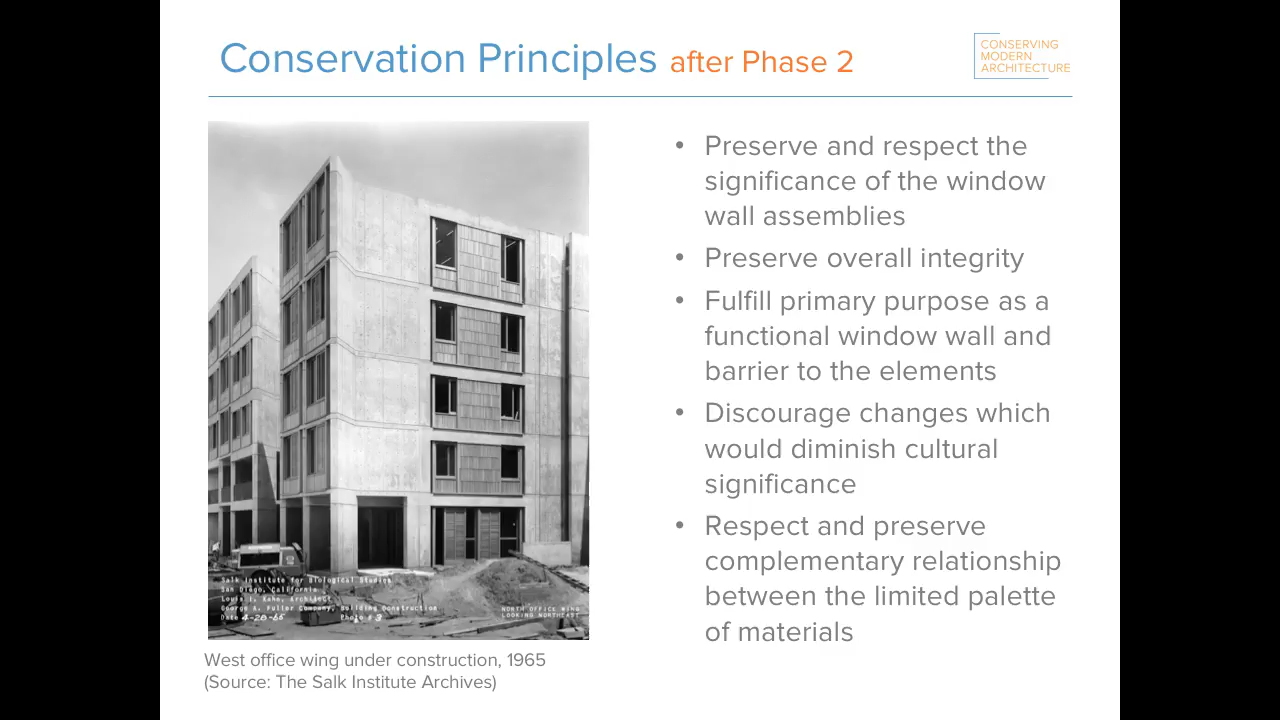 Conservation Principles after Phase 2
CONSERVING
MODERN
ARCHITECTURE
Salk Institute for Biological Studies
San Diego, California
Louis I. Kahn, Architect
George A. Fuller Company, Building Construction
Date 4-20-65 Photo # 3
NORTH OFFICE WING
LOOKING NORTHEAST
West office wing under construction, 1965
(Source: The Salk Institute Archives)
• Preserve and respect the
significance of the window
wall assemblies
• Preserve overall integrity
• Fulfill primary purpose as a
functional window wall and
barrier to the elements
• Discourage changes which
would diminish cultural
significance
• Respect and preserve
complementary relationship
between the limited palette
of materials